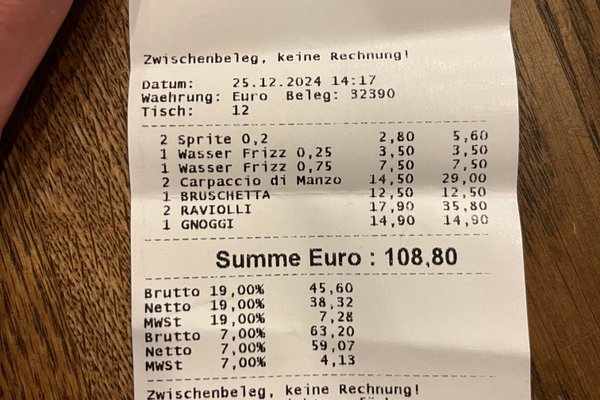 Zwischenbeleg, keine Rechnung!
Datum: 25.12.2024 14:17
Waehrung: Euro Beleg: 32390
Tisch: 12
2 Sprite 0,2 2,80 5,60
1 Wasser Frizz 0,25 3,50 3,50
1 Wasser Frizz 0,75 7,50 7,50
2 Carpaccio di Manzo 14,50 29,00
1 BRUSCHETTA 12,50 12,50
2 RAVIOLLI 17,90 35,80
1 GNOGGI 14,90 14,90
Summe Euro : 108,80
Brutto 19,00% 45,60
Netto 19,00% 38,32
MWSt 19,00% 7,28
Brutto 7,00% 63,20
Netto 7,00% 59,07
MWSt 7,00% 4,13
Zwischenbeleg, keine Rechnung!